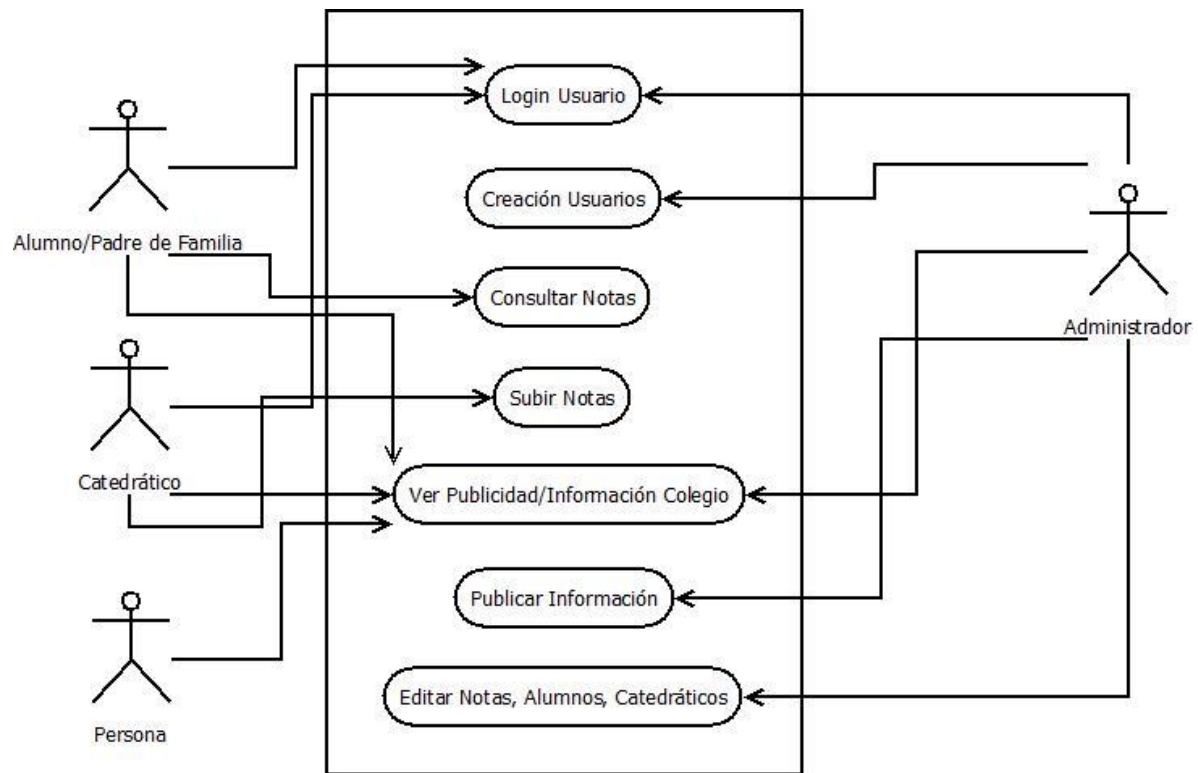 Login Usuario
Creación Usuarios
Alumno/Padre de Familia
Consultar Notas
Administrador
Subir Notas
Catedrático
Ver Publicidad/Información Colegio
Publicar Información
Editar Notas, Alumnos, Catedráticos
Persona